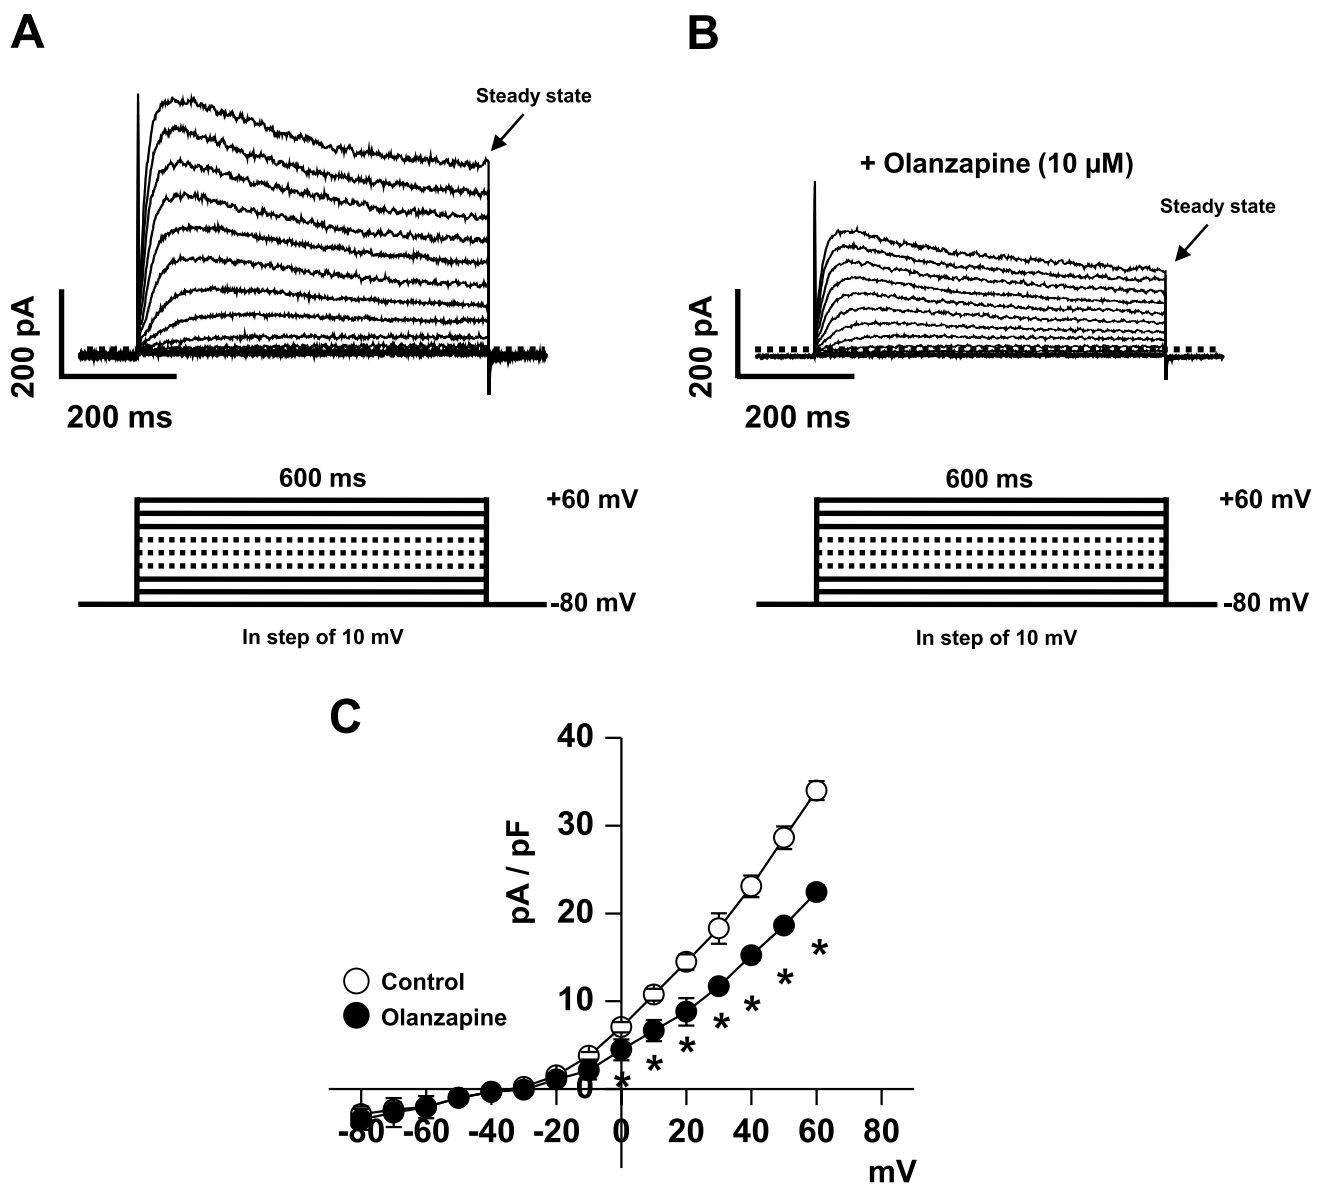 A
B
Steady state
+ Olanzapine (10 µM)
Steady state
200 pA
200 ms
200 pA
200 ms
600 ms
+60 mV
-80 mV
In step of 10 mV
600 ms
+60 mV
-80 mV
In step of 10 mV
C
40
30
20
10
0
pA / pF
Control
Olanzapine
* * * * * * *
-80 -60 -40 -20 0 20 40 60 80
mV